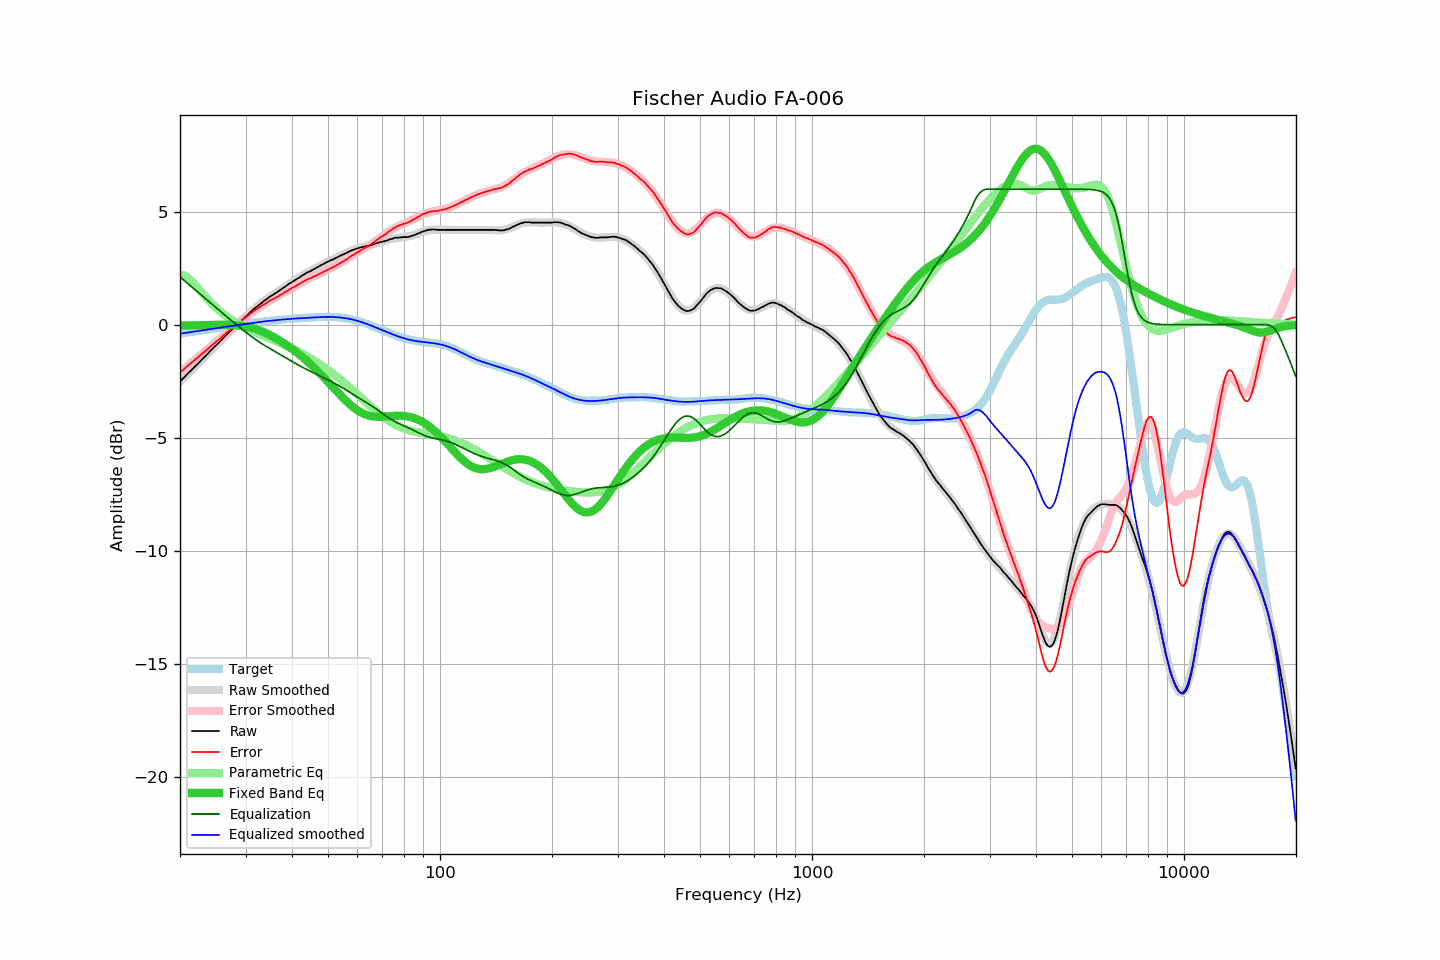 Fischer Audio FA-006
Amplitude (dBr)
5
0
−5
−10
−15
−20
Target
Raw Smoothed
Error Smoothed
Raw
Error
Parametric Eq
Fixed Band Eq
Equalization
Equalized smoothed
100
1000
10000
Frequency (Hz)